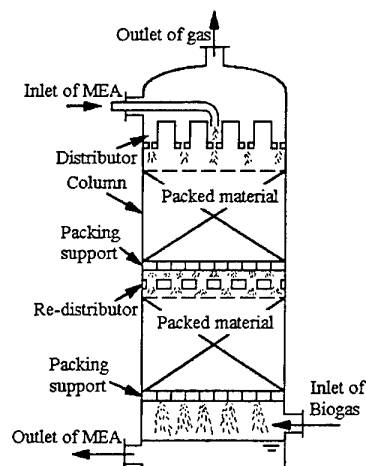 Outlet of gas
Inlet of MEA
Distributor
Column
Packed material
Packing
support
Re-distributor
Packed material
Packing
support
Inlet of
Biogas
Outlet of MEA